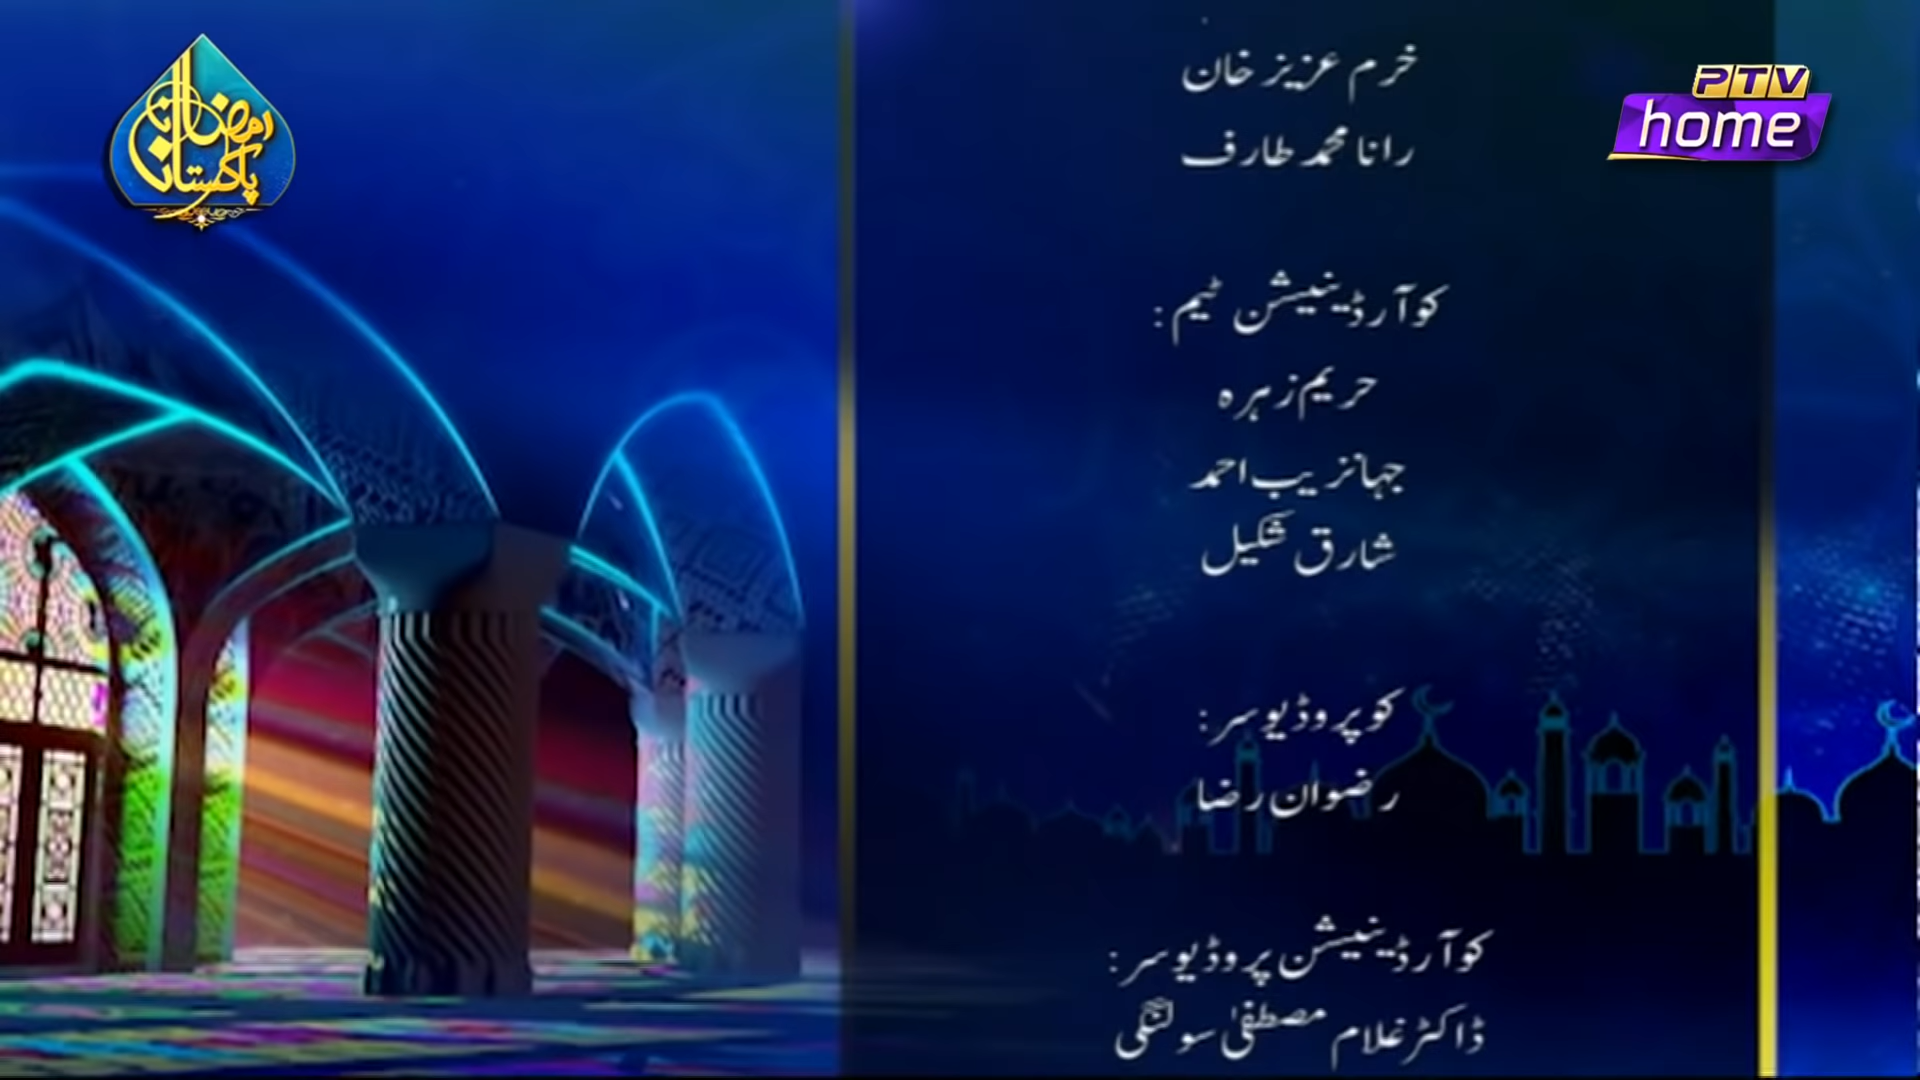 رمضان
پاکستان
PTV
home
خرم عزیز خان
رانا محمد طارف
کوآرڈینیشن ٹیم:
حریم زہرہ
جہانزیب احمد
شارق شکیل
کو پروڈیوسر:
رضوان رضا
کوآرڈینیشن پروڈیوسر:
ڈاکٹر غلام مصطفیٰ سولنگی